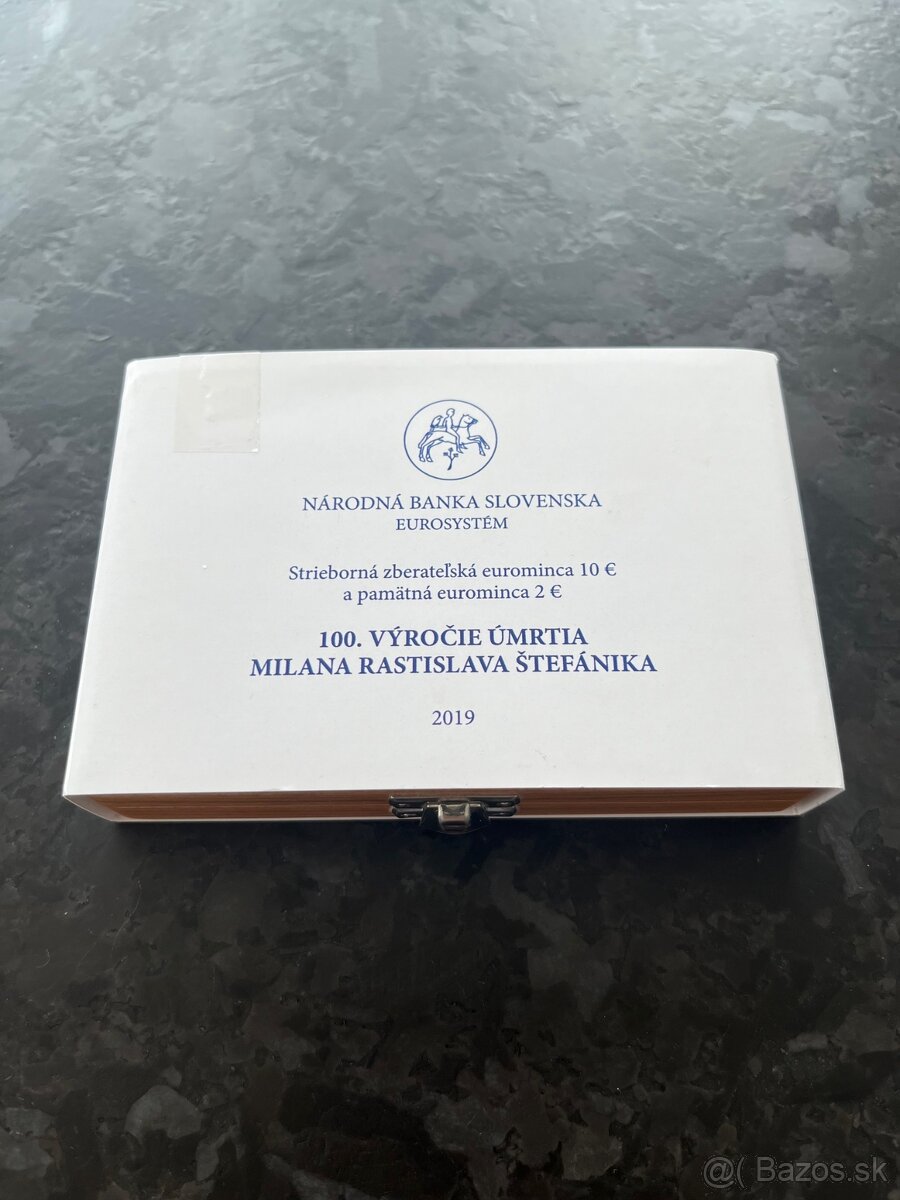 NÁRODNÁ BANKA SLOVENSKA
EUROSYSTÉM
Strieborná zberateľská eurominca 10 €
a pamätná eurominca 2 €
100. VÝROČIE ÚMRTIA
MILANA RASTISLAVA ŠTEFÁNIKA
2019
@( Bazos.sk